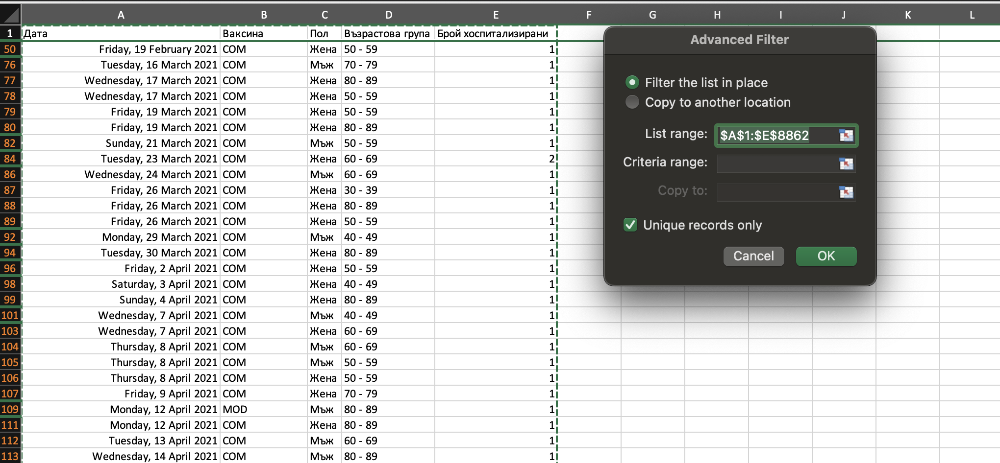 A B C D E F G H I J K L
1 Дата Ваксина Пол Възрастова група Брой хоспитализирани
50 Friday, 19 February 2021 COM Жена 50 - 59 1
76 Tuesday, 16 March 2021 COM Мъж 70 - 79 1
77 Wednesday, 17 March 2021 COM Жена 80 - 89 1
78 Wednesday, 17 March 2021 COM Жена 50 - 59 1
79 Friday, 19 March 2021 COM Жена 50 - 59 1
80 Friday, 19 March 2021 COM Жена 80 - 89 1
82 Sunday, 21 March 2021 COM Мъж 50 - 59 1
84 Tuesday, 23 March 2021 COM Жена 60 - 69 2
86 Wednesday, 24 March 2021 COM Мъж 60 - 69 1
87 Friday, 26 March 2021 COM Жена 30 - 39 1
88 Friday, 26 March 2021 COM Жена 80 - 89 1
89 Friday, 26 March 2021 COM Жена 50 - 59 1
92 Monday, 29 March 2021 COM Мъж 40 - 49 1
94 Tuesday, 30 March 2021 COM Жена 80 - 89 1
96 Friday, 2 April 2021 COM Жена 50 - 59 1
98 Saturday, 3 April 2021 COM Жена 40 - 49 1
99 Sunday, 4 April 2021 COM Жена 80 - 89 1
101 Wednesday, 7 April 2021 COM Мъж 40 - 49 1
103 Wednesday, 7 April 2021 COM Жена 60 - 69 1
104 Thursday, 8 April 2021 COM Мъж 60 - 69 1
105 Thursday, 8 April 2021 COM Мъж 50 - 59 1
106 Thursday, 8 April 2021 COM Жена 50 - 59 1
107 Friday, 9 April 2021 COM Жена 70 - 79 1
109 Monday, 12 April 2021 MOD Мъж 80 - 89 1
111 Monday, 12 April 2021 COM Жена 80 - 89 1
112 Tuesday, 13 April 2021 COM Мъж 60 - 69 1
113 Wednesday, 14 April 2021 COM Мъж 80 - 89 1
Advanced Filter
Filter the list in place
Copy to another location
List range: $A$1:$E$8862
Criteria range:
Copy to:
Unique records only
Cancel OK